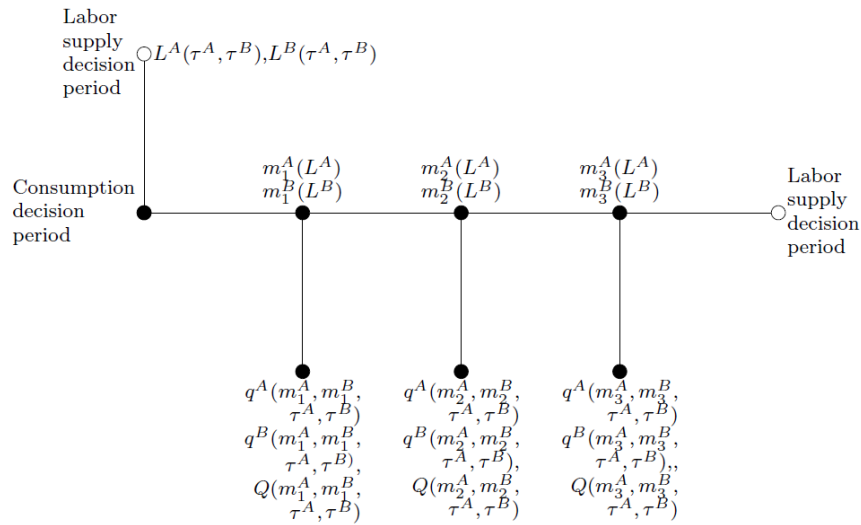 Labor
supply
decision
period
L^A(τ^A, τ^B),L^B(τ^A, τ^B)
Consumption
decision
period
m_1^A(L^A)
m_1^B(L^B)
m_2^A(L^A)
m_2^B(L^B)
m_3^A(L^A)
m_3^B(L^B)
Labor
supply
decision
period
q^A(m_1^A, m_1^B,
τ^A, τ^B)
q^B(m_1^A, m_1^B,
τ^A, τ^B),
Q(m_1^A, m_1^B,
τ^A, τ^B)
q^A(m_2^A, m_2^B,
τ^A, τ^B)
q^B(m_2^A, m_2^B,
τ^A, τ^B),
Q(m_2^A, m_2^B,
τ^A, τ^B)
q^A(m_3^A, m_3^B,
τ^A, τ^B)
q^B(m_3^A, m_3^B,
τ^A, τ^B),,
Q(m_3^A, m_3^B,
τ^A, τ^B)